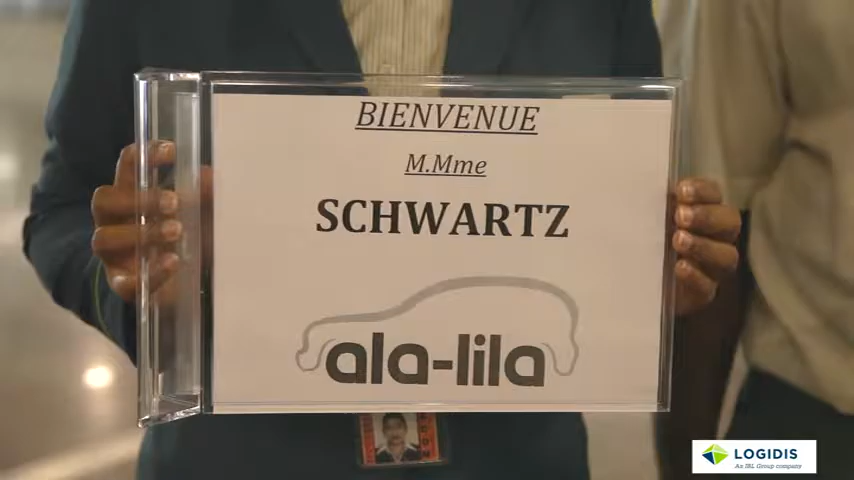 BIENVENUE
M.Mme
SCHWARTZ
ala-lila
LOGIDIS
An IBL Group company